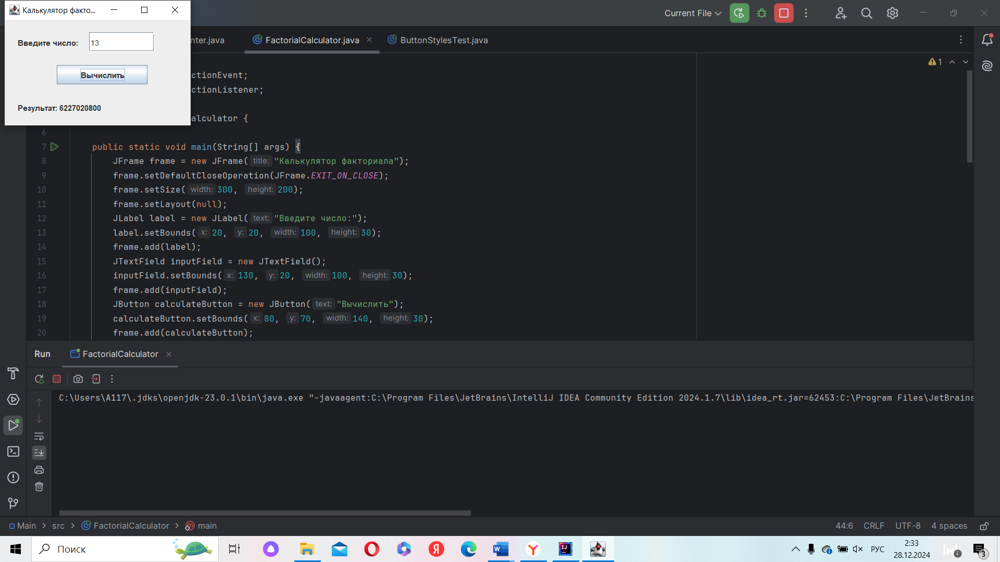 Калькулятор факто...
Введите число:
13
Вычислить
Результат: 6227020800
Current File
nter.java
FactorialCalculator.java
ButtonStylesTest.java
1
ctionEvent;
ctionListener;
alculator {
6
7 public static void main(String[] args) {
8 JFrame frame = new JFrame( title: "Калькулятор факториала");
9 frame.setDefaultCloseOperation(JFrame.EXIT_ON_CLOSE);
10 frame.setSize( width: 300, height: 200);
11 frame.setLayout(null);
12 JLabel label = new JLabel( text: "Введите число:");
13 label.setBounds( x: 20, y: 20, width: 100, height: 30);
14 frame.add(label);
15 JTextField inputField = new JTextField();
16 inputField.setBounds( x: 130, y: 20, width: 100, height: 30);
17 frame.add(inputField);
18 JButton calculateButton = new JButton( text: "Вычислить");
19 calculateButton.setBounds( x: 80, y: 70, width: 140, height: 30);
20 frame.add(calculateButton);
Run
FactorialCalculator
C:\Users\A117\.jdks\openjdk-23.0.1\bin\java.exe "-javaagent:C:\Program Files\JetBrains\IntelliJ IDEA Community Edition 2024.1.7\lib\idea_rt.jar=62453:C:\Program Files\JetBrains
Main > src > FactorialCalculator > main
44:6 CRLF UTF-8 4 spaces
Поиск
РУС
2:33
28.12.2024
3
3